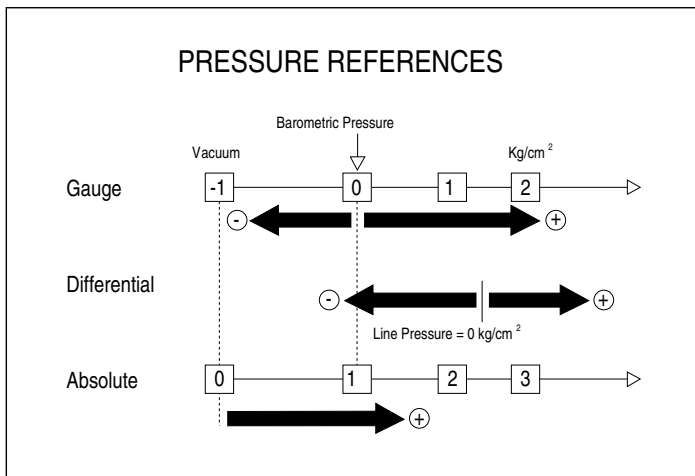 PRESSURE REFERENCES
Barometric Pressure
Vacuum
Kg/cm ²
Gauge
-1
0
1
2
-
+
Differential
-
+
Line Pressure = 0 kg/cm ²
Absolute
0
1
2
3
+